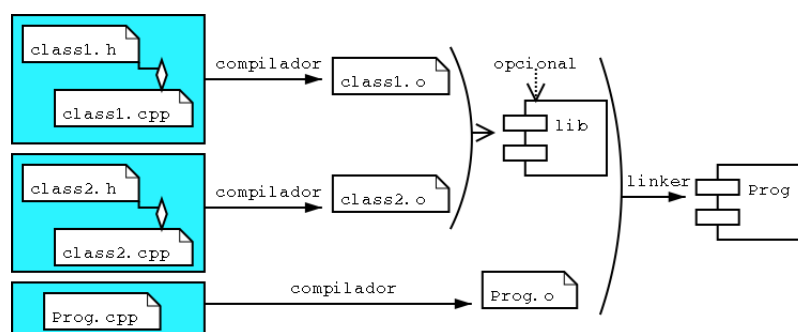 class1.h
class1.cpp
compilador
class1.o
opcional
lib
class2.h
class2.cpp
compilador
class2.o
linker
Prog
Prog.cpp
compilador
Prog.o